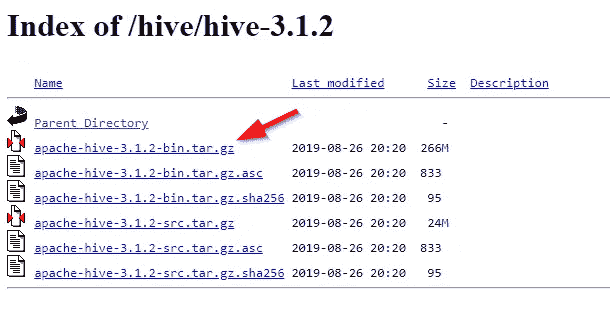 Index of /hive/hive-3.1.2
Name Last modified Size Description
Parent Directory -
apache-hive-3.1.2-bin.tar.gz 2019-08-26 20:20 266M
apache-hive-3.1.2-bin.tar.gz.asc 2019-08-26 20:20 833
apache-hive-3.1.2-bin.tar.gz.sha256 2019-08-26 20:20 95
apache-hive-3.1.2-src.tar.gz 2019-08-26 20:20 24M
apache-hive-3.1.2-src.tar.gz.asc 2019-08-26 20:20 833
apache-hive-3.1.2-src.tar.gz.sha256 2019-08-26 20:20 95